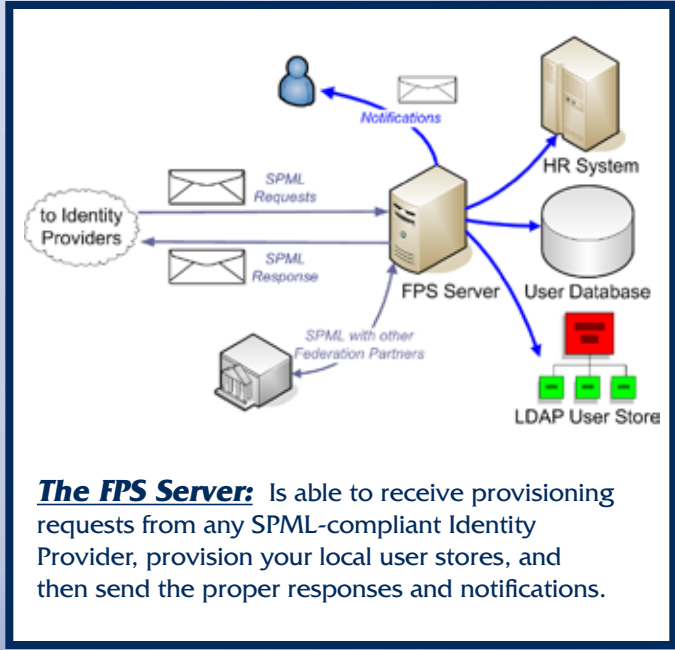 Notifications
HR System
SPML
Requests
to Identity
Providers
SPML
Response
FPS Server
User Database
SPML with other
Federation Partners
LDAP User Store
The FPS Server: Is able to receive provisioning
requests from any SPML-compliant Identity
Provider, provision your local user stores, and
then send the proper responses and notifications.